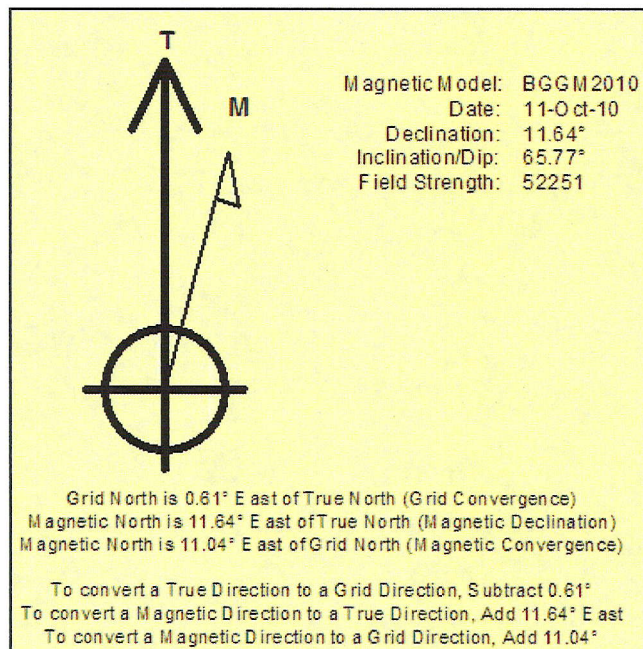 T
M
Magnetic Model: BGGM2010
Date: 11-Oct-10
Declination: 11.64°
Inclination/Dip: 65.77°
Field Strength: 52251
Grid North is 0.61° East of True North (Grid Convergence)
Magnetic North is 11.64° East of True North (Magnetic Declination)
Magnetic North is 11.04° East of Grid North (Magnetic Convergence)
To convert a True Direction to a Grid Direction, Subtract 0.61°
To convert a Magnetic Direction to a True Direction, Add 11.64° East
To convert a Magnetic Direction to a Grid Direction, Add 11.04°